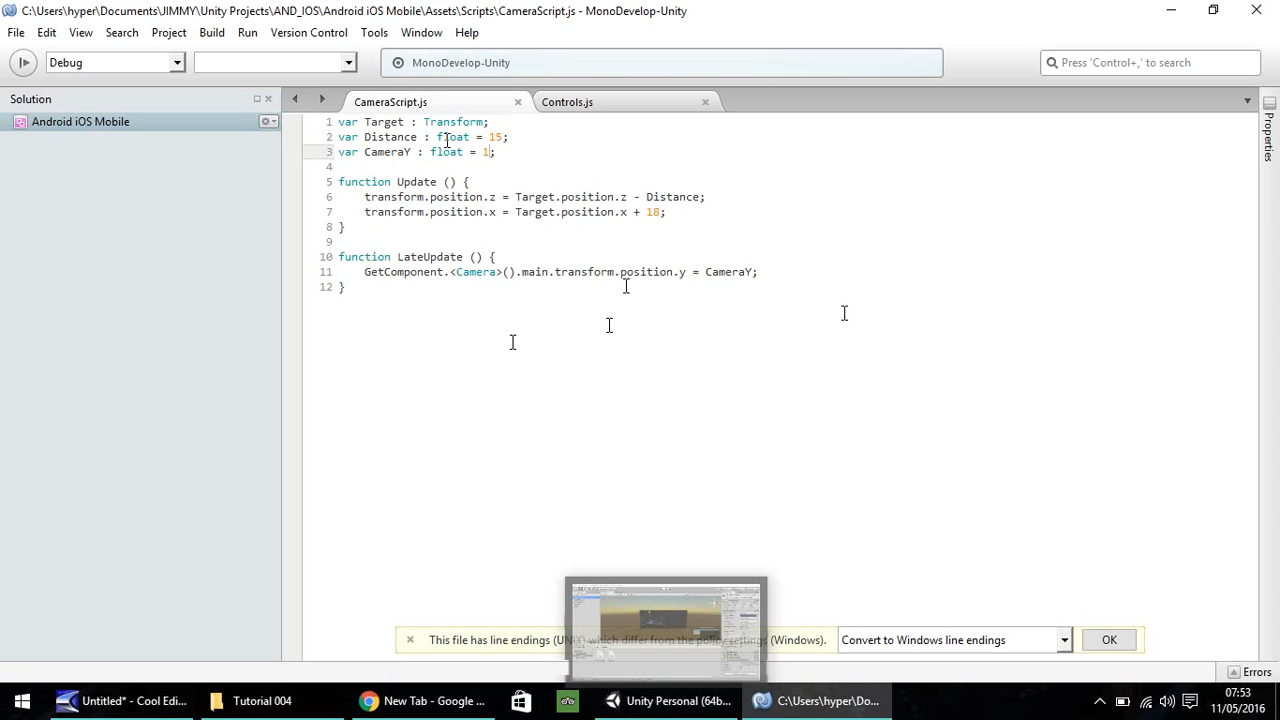 C:\Users\hyper\Documents\JIMMY\Unity Projects\AND_IOS\Android iOS Mobile\Assets\Scripts\CameraScript.js - MonoDevelop-Unity
File Edit View Search Project Build Run Version Control Tools Window Help
Debug MonoDevelop-Unity Press 'Control+,' to search
Solution CameraScript.js Controls.js
Android iOS Mobile
Properties
1 var Target : Transform;
2 var Distance : float = 15;
3 var CameraY : float = 1;
4
5 function Update () {
6 transform.position.z = Target.position.z - Distance;
7 transform.position.x = Target.position.x + 18;
8 }
9
10 function LateUpdate () {
11 GetComponent.<Camera>().main.transform.position.y = CameraY;
12 }
This file has line endings (UNIX) which differ from the policy settings (Windows). Convert to Windows line endings OK
Errors
Untitled* - Cool Edi... Tutorial 004 New Tab - Google ... Unity Personal (64b... C:\Users\hyper\Do...
07:53
11/05/2016